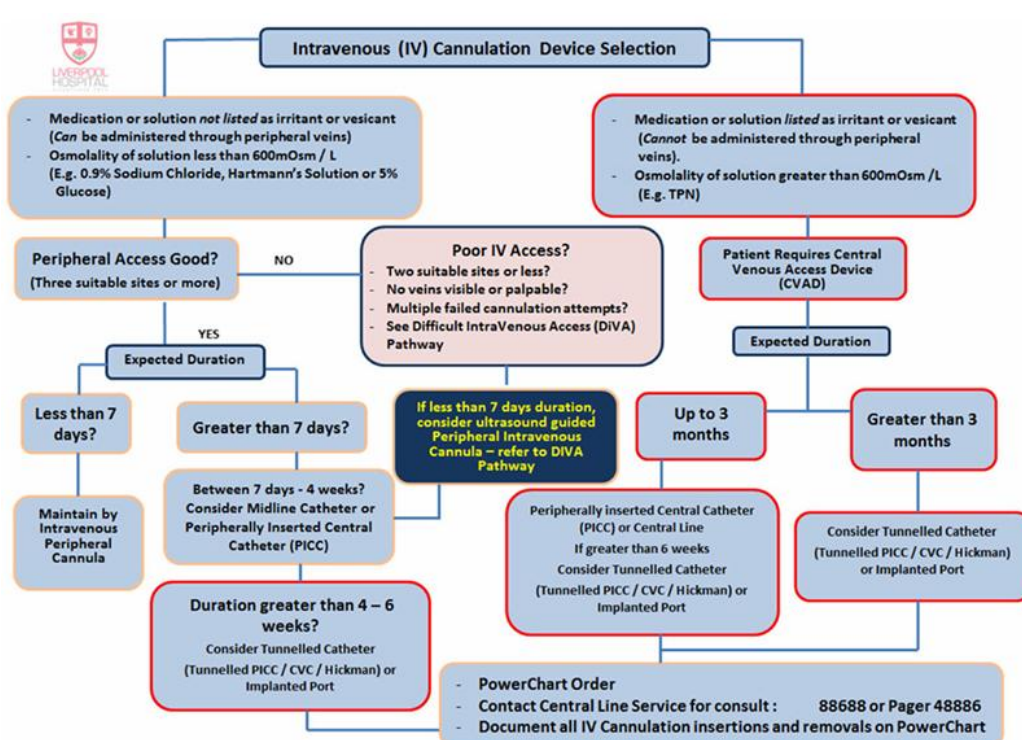 LIVERPOOL
HOSPITAL
Intravenous (IV) Cannulation Device Selection
- Medication or solution not listed as irritant or vesicant
(Can be administered through peripheral veins)
- Osmolality of solution less than 600mOsm / L
(E.g. 0.9% Sodium Chloride, Hartmann's Solution or 5%
Glucose)
- Medication or solution listed as irritant or vesicant
(Cannot be administered through peripheral
veins).
- Osmolality of solution greater than 600mOsm /L
(E.g. TPN)
Peripheral Access Good?
(Three suitable sites or more)
NO
Poor IV Access?
- Two suitable sites or less?
- No veins visible or palpable?
- Multiple failed cannulation attempts?
- See Difficult IntraVenous Access (DiVA)
Pathway
Patient Requires Central
Venous Access Device
(CVAD)
YES
Expected Duration
Expected Duration
Less than 7
days?
Greater than 7 days?
If less than 7 days duration,
consider ultrasound guided
Peripheral Intravenous
Cannula – refer to DIVA
Pathway
Up to 3
months
Greater than 3
months
Maintain by
Intravenous
Peripheral
Cannula
Between 7 days - 4 weeks?
Consider Midline Catheter or
Peripherally Inserted Central
Catheter (PICC)
Peripherally inserted Central Catheter
(PICC) or Central Line
If greater than 6 weeks
Consider Tunnelled Catheter
(Tunnelled PICC / CVC / Hickman) or
Implanted Port
Consider Tunnelled Catheter
(Tunnelled PICC / CVC / Hickman)
or Implanted Port
Duration greater than 4 – 6
weeks?
Consider Tunnelled Catheter
(Tunnelled PICC / CVC / Hickman) or
Implanted Port
- PowerChart Order
- Contact Central Line Service for consult : 88688 or Pager 48886
- Document all IV Cannulation insertions and removals on PowerChart